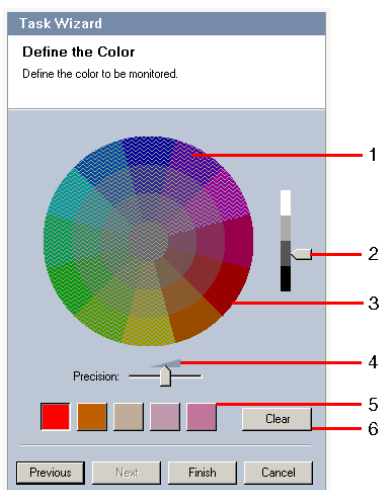 Task Wizard
Define the Color
Define the color to be monitored.
1
2
3
4
Precision:
5
Clear
6
Previous
Next
Finish
Cancel